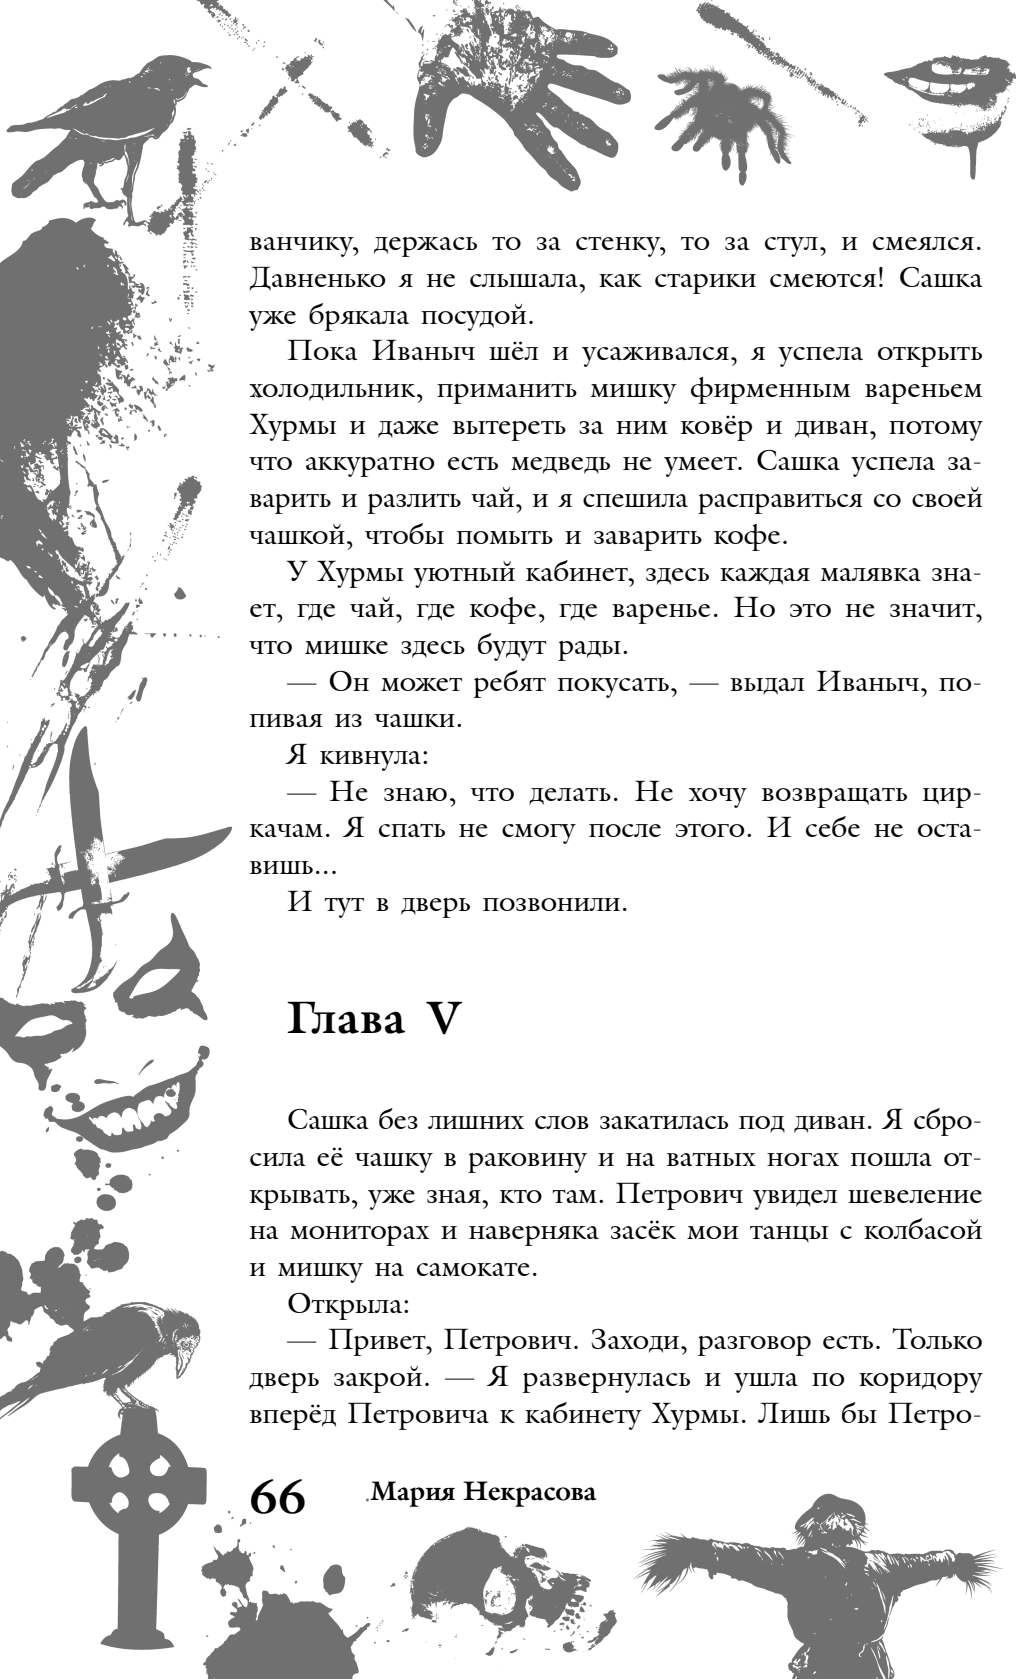 ванчику, держась то за стенку, то за стул, и смеялся.
Давненько я не слышала, как старики смеются! Сашка
уже брякала посудой.
Пока Иваныч шёл и усаживался, я успела открыть
холодильник, приманить мишку фирменным вареньем
Хурмы и даже вытереть за ним ковёр и диван, потому
что аккуратно есть медведь не умеет. Сашка успела за-
варить и разлить чай, и я спешила расправиться со своей
чашкой, чтобы помыть и заварить кофе.
У Хурмы уютный кабинет, здесь каждая малявка зна-
ет, где чай, где кофе, где варенье. Но это не значит,
что мишке здесь будут рады.
— Он может ребят покусать, — выдал Иваныч, по-
пивая из чашки.
Я кивнула:
— Не знаю, что делать. Не хочу возвращать цир-
качам. Я спать не смогу после этого. И себе не оста-
вишь...
И тут в дверь позвонили.
Глава V
Сашка без лишних слов закатилась под диван. Я сбро-
сила её чашку в раковину и на ватных ногах пошла от-
крывать, уже зная, кто там. Петрович увидел шевеление
на мониторах и наверняка засёк мои танцы с колбасой
и мишку на самокате.
Открыла:
— Привет, Петрович. Заходи, разговор есть. Только
дверь закрой. — Я развернулась и ушла по коридору
вперёд Петровича к кабинету Хурмы. Лишь бы Петро-
66 Мария Некрасова